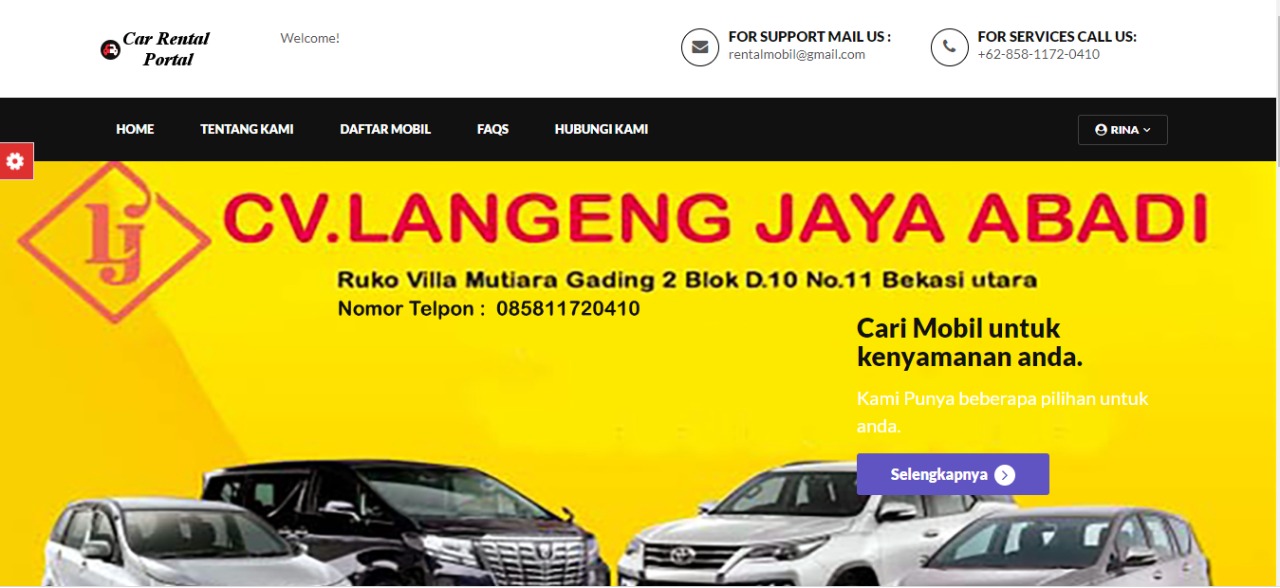 Car Rental
Portal
Welcome!
FOR SUPPORT MAIL US :
rentalmobil@gmail.com
FOR SERVICES CALL US:
+62-858-1172-0410
HOME
TENTANG KAMI
DAFTAR MOBIL
FAQS
HUBUNGI KAMI
RINA
lj
CV.LANGENG JAYA ABADI
Ruko Villa Mutiara Gading 2 Blok D.10 No.11 Bekasi utara
Nomor Telpon : 085811720410
Cari Mobil untuk
kenyamanan anda.
Kami Punya beberapa pilihan untuk
anda.
Selengkapnya